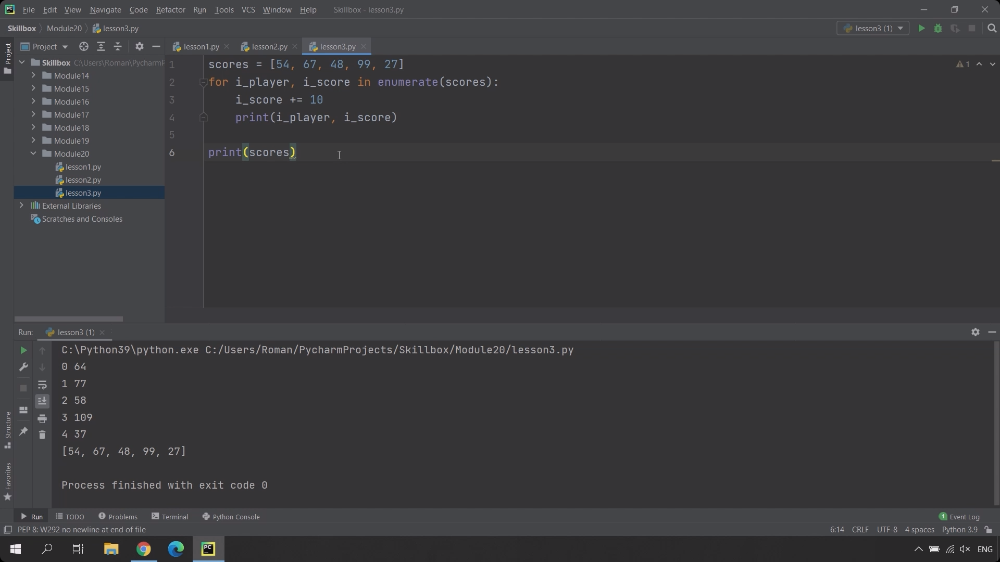 File Edit View Navigate Code Refactor Run Tools VCS Window Help Skillbox - lesson3.py
Skillbox Module20 lesson3.py lesson3 (1)
Project lesson1.py lesson2.py lesson3.py
Project
Skillbox C:\Users\Roman\PycharmP
Module14
Module15
Module16
Module17
Module18
Module19
Module20
lesson1.py
lesson2.py
lesson3.py
External Libraries
Scratches and Consoles
1 scores = [54, 67, 48, 99, 27]
2 for i_player, i_score in enumerate(scores):
3 i_score += 10
4 print(i_player, i_score)
5
6 print(scores)
1
Run: lesson3 (1)
C:\Python39\python.exe C:/Users/Roman/PycharmProjects/Skillbox/Module20/lesson3.py
0 64
1 77
2 58
3 109
4 37
[54, 67, 48, 99, 27]
Process finished with exit code 0
Structure
Favorites
Run TODO Problems Terminal Python Console 1 Event Log
PEP 8: W292 no newline at end of file 6:14 CRLF UTF-8 4 spaces Python 3.9
PC ENG